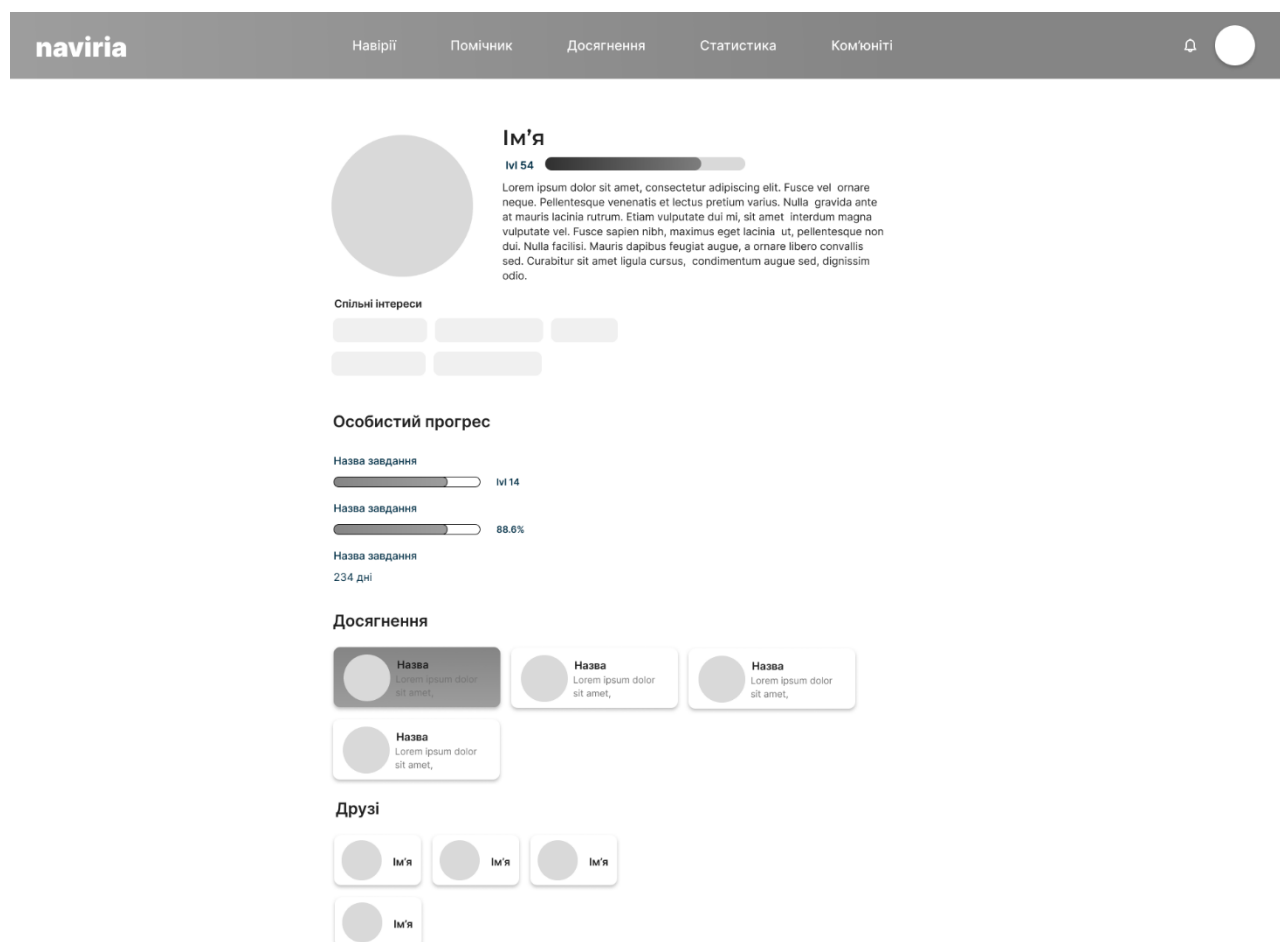 naviria
Навірії Помічник Досягнення Статистика Ком'юніті
Ім’я
lvl 54
Lorem ipsum dolor sit amet, consectetur adipiscing elit. Fusce vel ornare
neque. Pellentesque venenatis et lectus pretium varius. Nulla gravida ante
at mauris lacinia rutrum. Etiam vulputate dui mi, sit amet interdum magna
vulputate vel. Fusce sapien nibh, maximus eget lacinia ut, pellentesque non
dui. Nulla facilisi. Mauris dapibus feugiat augue, a ornare libero convallis
sed. Curabitur sit amet ligula cursus, condimentum augue sed, dignissim
odio.
Спільні інтереси
Особистий прогрес
Назва завдання
lvl 14
Назва завдання
88.6%
Назва завдання
234 дні
Досягнення
Назва
Lorem ipsum dolor
sit amet,
Назва
Lorem ipsum dolor
sit amet,
Назва
Lorem ipsum dolor
sit amet,
Назва
Lorem ipsum dolor
sit amet,
Друзі
Ім'я Ім'я Ім'я
Ім'я